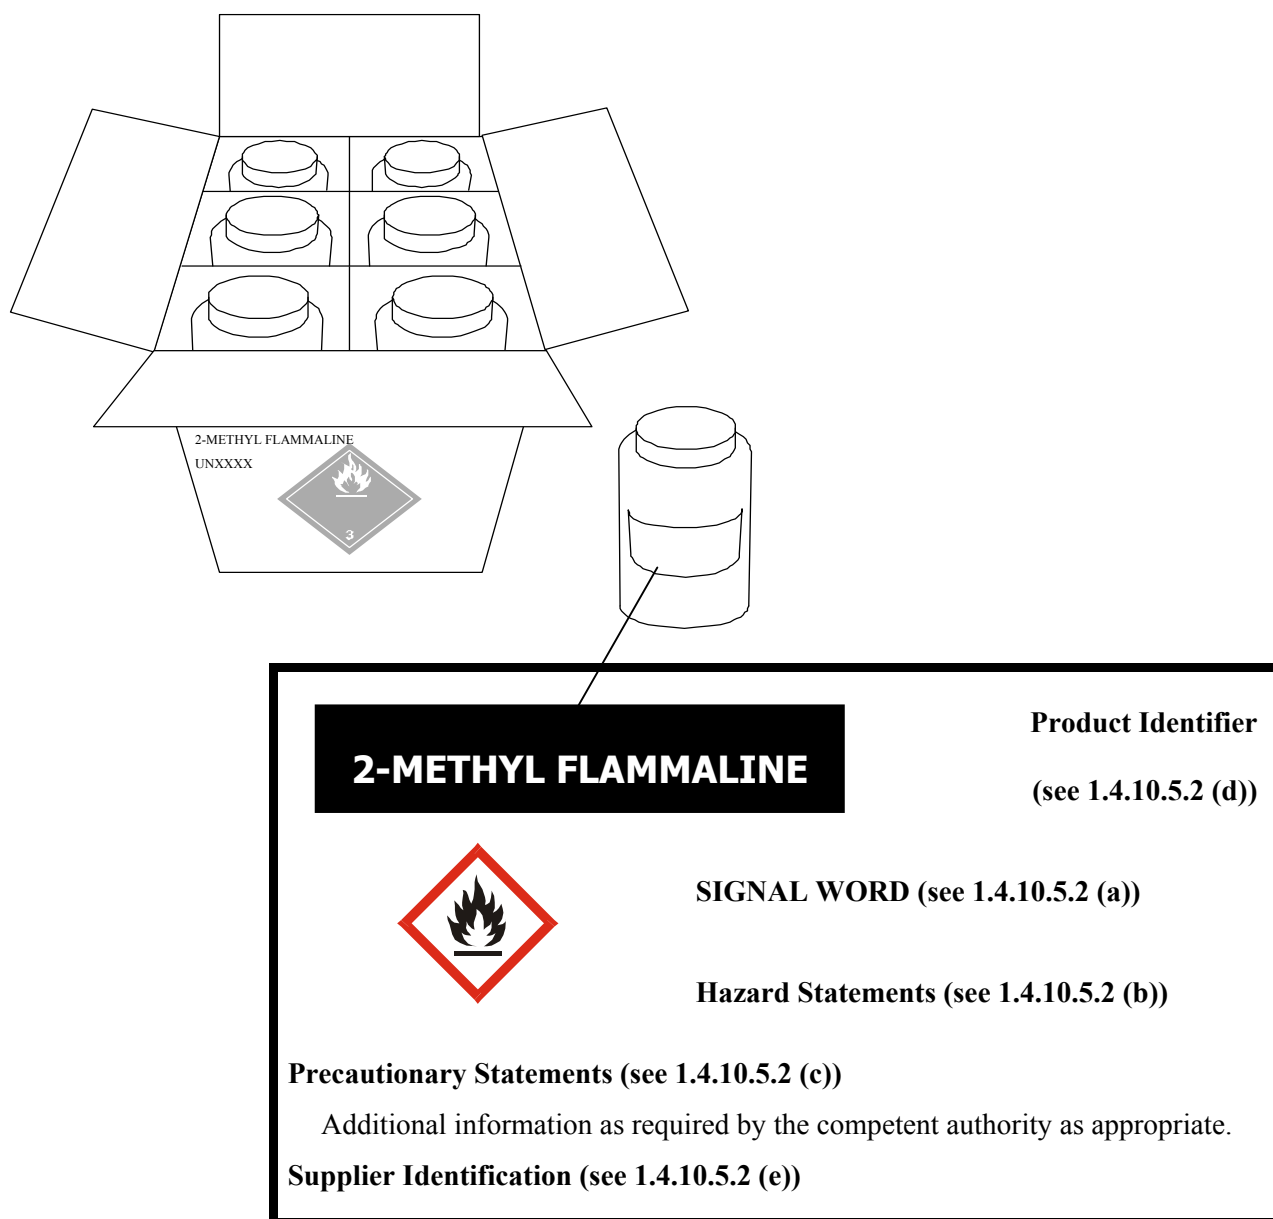 2-METHYL FLAMMALINE
UNXXXX
3
2-METHYL FLAMMALINE
Product Identifier
(see 1.4.10.5.2 (d))
SIGNAL WORD (see 1.4.10.5.2 (a))
Hazard Statements (see 1.4.10.5.2 (b))
Precautionary Statements (see 1.4.10.5.2 (c))
Additional information as required by the competent authority as appropriate.
Supplier Identification (see 1.4.10.5.2 (e))